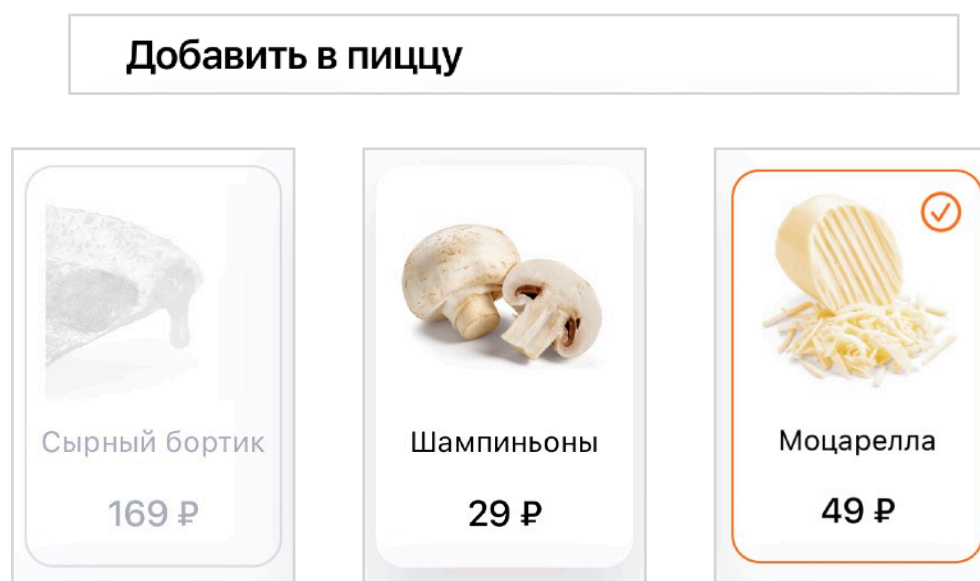 Добавить в пиццу
Сырный бортик
169 ₽
Шампиньоны
29 ₽
Моцарелла
49 ₽